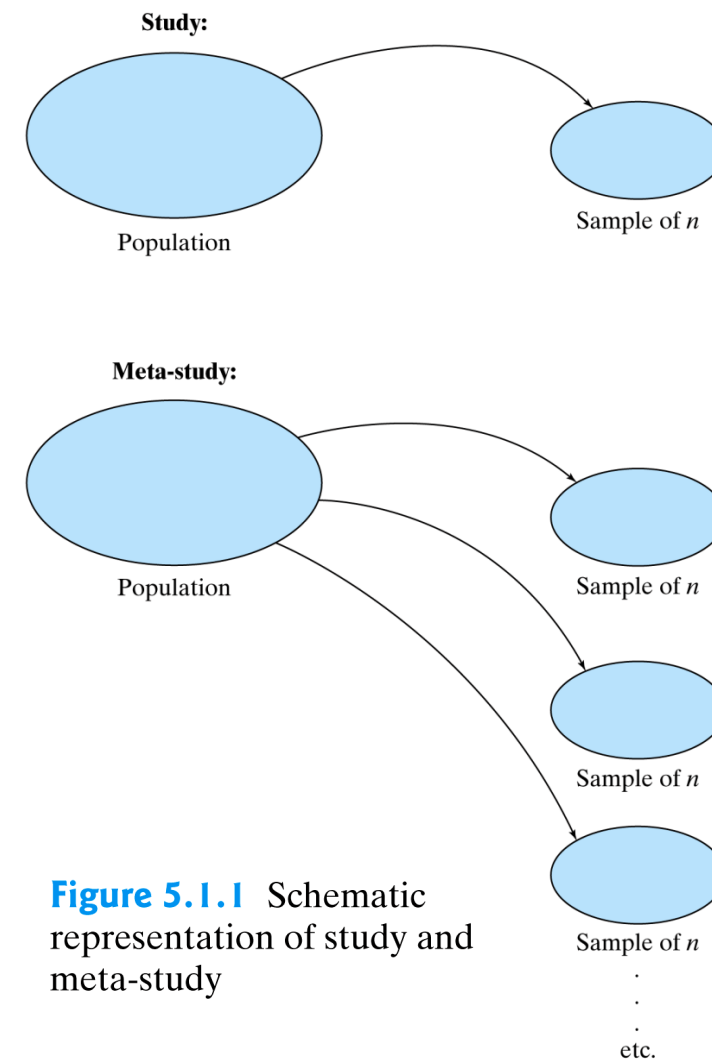 Study:
Population
Sample of n
Meta-study:
Population
Sample of n
Sample of n
Sample of n
.
.
.
etc.
Figure 5.1.1 Schematic
representation of study and
meta-study